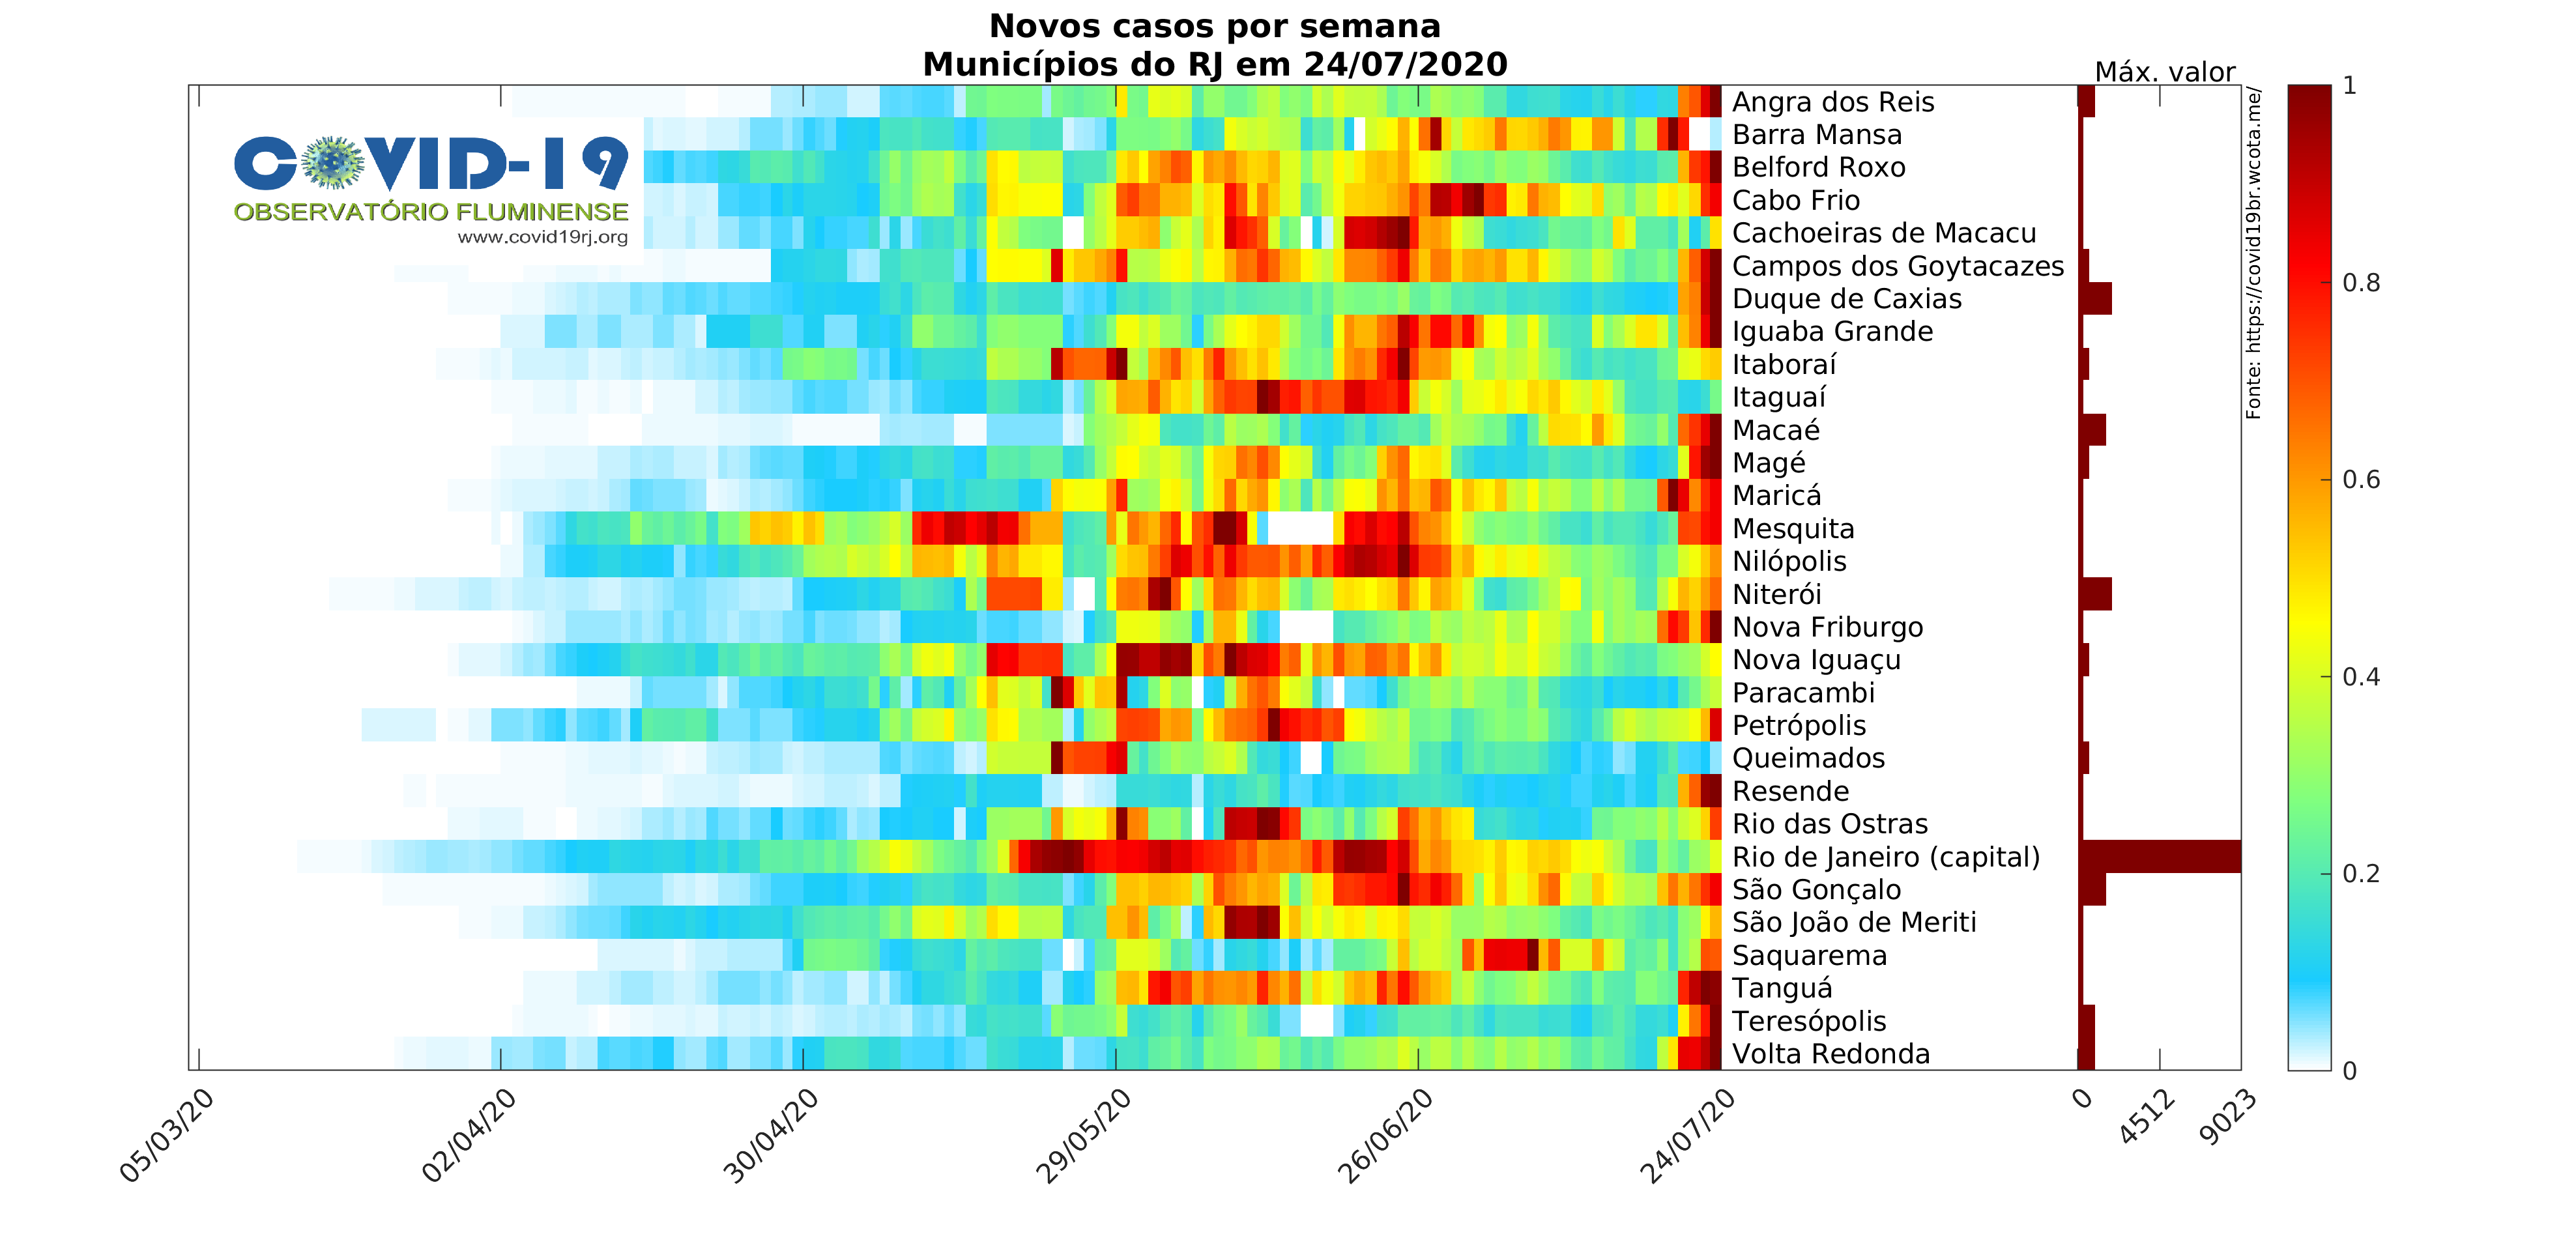 Novos casos por semana
Municípios do RJ em 24/07/2020
Máx. valor
COVID-19
OBSERVATÓRIO FLUMINENSE
www.covid19rj.org
Angra dos Reis
Barra Mansa
Belford Roxo
Cabo Frio
Cachoeiras de Macacu
Campos dos Goytacazes
Duque de Caxias
Iguaba Grande
Itaboraí
Itaguaí
Macaé
Magé
Maricá
Mesquita
Nilópolis
Niterói
Nova Friburgo
Nova Iguaçu
Paracambi
Petrópolis
Queimados
Resende
Rio das Ostras
Rio de Janeiro (capital)
São Gonçalo
São João de Meriti
Saquarema
Tanguá
Teresópolis
Volta Redonda
Fonte: https://covid19br.wcota.me/
1
0.8
0.6
0.4
0.2
0
05/03/20
02/04/20
30/04/20
29/05/20
26/06/20
24/07/20
0
4512
9023